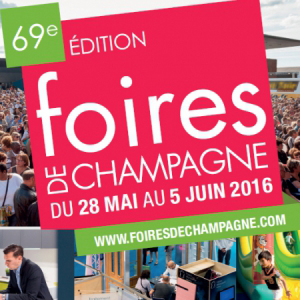 69e ÉDITION
foires
DE CHAMPAGNE
DU 28 MAI AU 5 JUIN 2016
WWW.FOIRESDECHAMPAGNE.COM